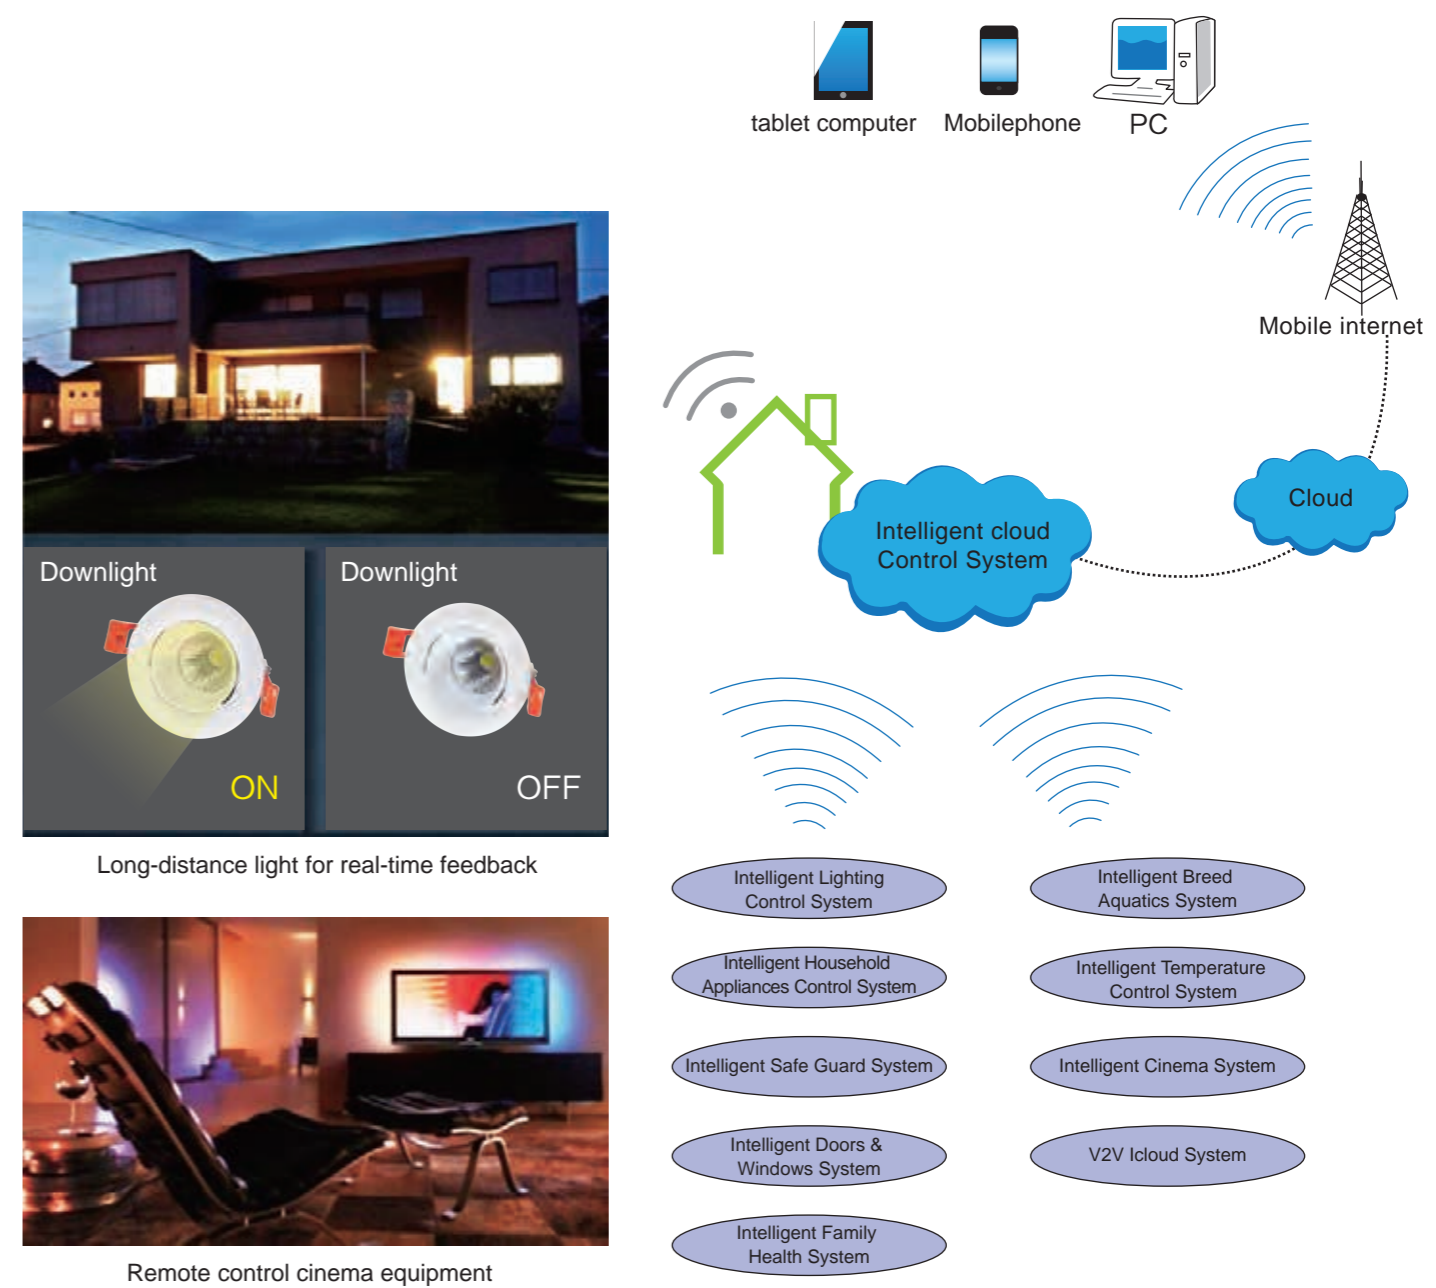 tablet computer
Mobilephone
PC
Mobile internet
Cloud
Intelligent cloud
Control System
Downlight
ON
Downlight
OFF
Long-distance light for real-time feedback
Remote control cinema equipment
Intelligent Lighting
Control System
Intelligent Household
Appliances Control System
Intelligent Safe Guard System
Intelligent Doors &
Windows System
Intelligent Family
Health System
Intelligent Breed
Aquatics System
Intelligent Temperature
Control System
Intelligent Cinema System
V2V Icloud System